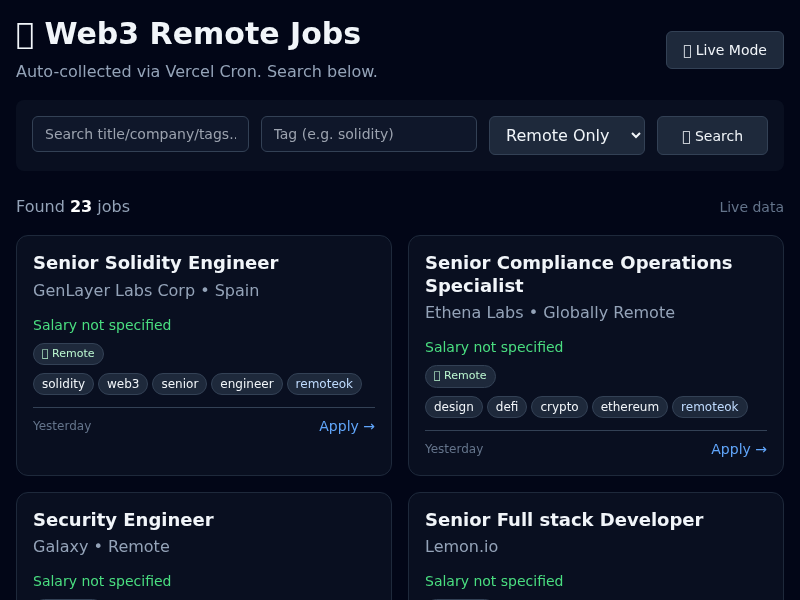 Web3 Remote Jobs
Auto-collected via Vercel Cron. Search below.
Live Mode
Search title/company/tags..
Tag (e.g. solidity)
Remote Only
Search
Found 23 jobs
Live data
Senior Solidity Engineer
GenLayer Labs Corp • Spain
Salary not specified
Remote
solidity web3 senior engineer remoteok
Yesterday
Apply →
Senior Compliance Operations
Specialist
Ethena Labs • Globally Remote
Salary not specified
Remote
design defi crypto ethereum remoteok
Yesterday
Apply →
Security Engineer
Galaxy • Remote
Salary not specified
Senior Full stack Developer
Lemon.io
Salary not specified